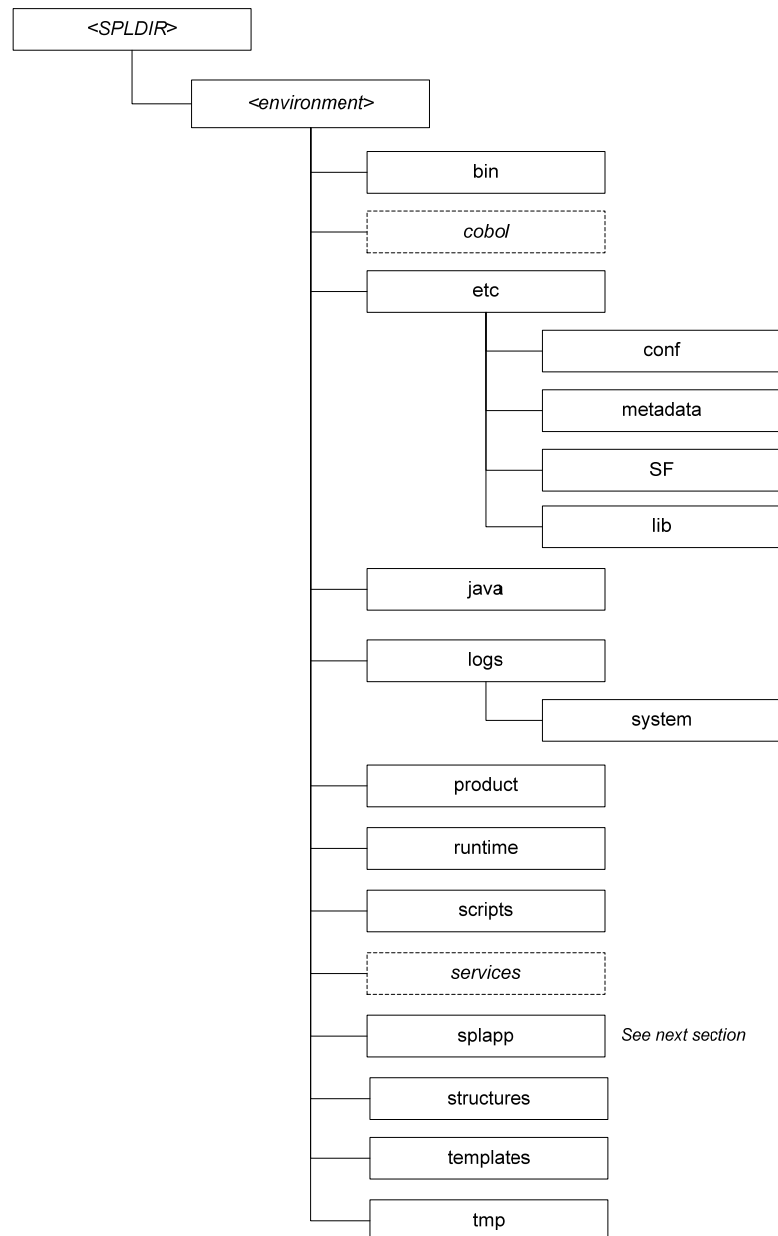 <SPLDIR>
<environment>
bin
cobol
etc
conf
metadata
SF
lib
java
logs
system
product
runtime
scripts
services
splapp See next section
structures
templates
tmp